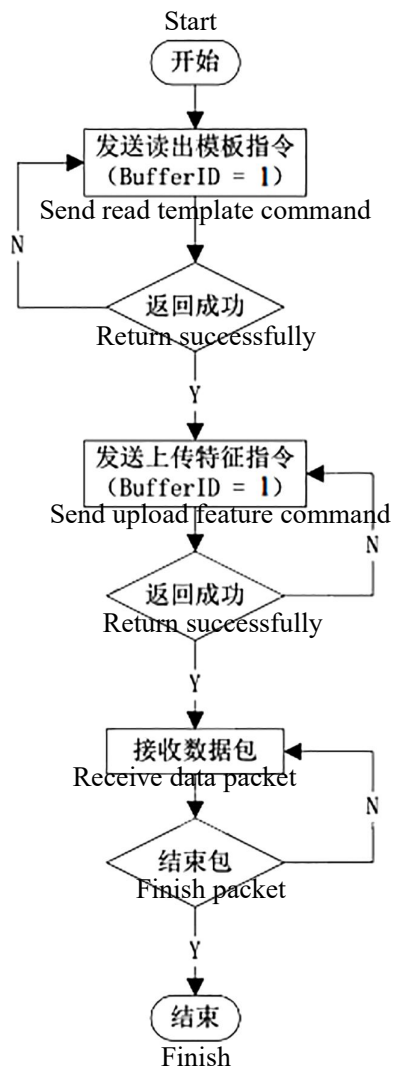 Start
开始
发送读出模板指令
（BufferID = 1）
Send read template command
N
返回成功
Return successfully
Y
发送上传特征指令
（BufferID = 1）
Send upload feature command
N
返回成功
Return successfully
Y
接收数据包
Receive data packet
N
结束包
Finish packet
Y
结束
Finish